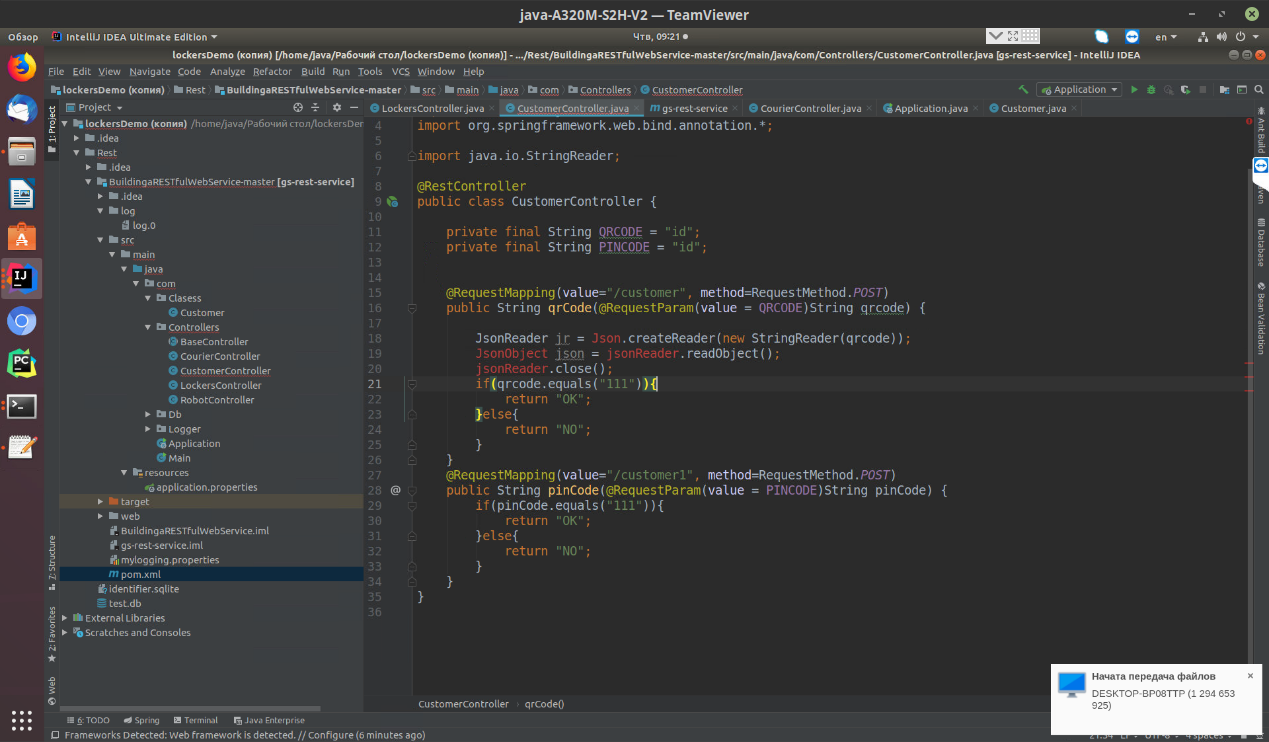 java-A320M-S2H-V2 — TeamViewer
Обзор IntelliJ IDEA Ultimate Edition Чтв, 09:21 en
lockersDemo (копия) [/home/java/Рабочий стол/lockersDemo (копия)] - .../Rest/BuildingaRESTfulWebService-master/src/main/java/com/Controllers/CustomerController.java [gs-rest-service] - IntelliJ IDEA
File Edit View Navigate Code Analyze Refactor Build Run Tools VCS Window Help
lockersDemo (копия) Rest BuildingaRESTfulWebService-master src main java com Controllers CustomerController Application
Project LockersController.java CustomerController.java gs-rest-service CourierController.java Application.java Customer.java
1: Project
7: Structure
2: Favorites
Web
lockersDemo (копия) /home/java/Рабочий стол/lockersDer
.idea
Rest
.idea
BuildingaRESTfulWebService-master [gs-rest-service]
.idea
log
log.0
src
main
java
com
Clasess
Customer
Controllers
BaseController
CourierController
CustomerController
LockersController
RobotController
Db
Logger
Application
Main
resources
application.properties
target
web
BuildingaRESTfulWebService.iml
gs-rest-service.iml
mylogging.properties
pom.xml
identifier.sqlite
test.db
External Libraries
Scratches and Consoles
4 import org.springframework.web.bind.annotation.*;
5
6 import java.io.StringReader;
7
8 @RestController
9 public class CustomerController {
10
11 private final String QRCODE = "id";
12 private final String PINCODE = "id";
13
14
15 @RequestMapping(value="/customer", method=RequestMethod.POST)
16 public String qrCode(@RequestParam(value = QRCODE)String qrcode) {
17
18 JsonReader jr = Json.createReader(new StringReader(qrcode));
19 JsonObject json = jsonReader.readObject();
20 jsonReader.close();
21 if(qrcode.equals("111")){
22 return "OK";
23 }else{
24 return "NO";
25 }
26 }
27 @RequestMapping(value="/customer1", method=RequestMethod.POST)
28 @ public String pinCode(@RequestParam(value = PINCODE)String pinCode) {
29 if(pinCode.equals("111")){
30 return "OK";
31 }else{
32 return "NO";
33 }
34 }
35 }
36
Ant Build
Database
Bean Validation
CustomerController qrCode()
Начата передача файлов
DESKTOP-BP08TTP (1 294 653
925)
6: TODO Spring Terminal Java Enterprise
Frameworks Detected: Web framework is detected. // Configure (6 minutes ago)